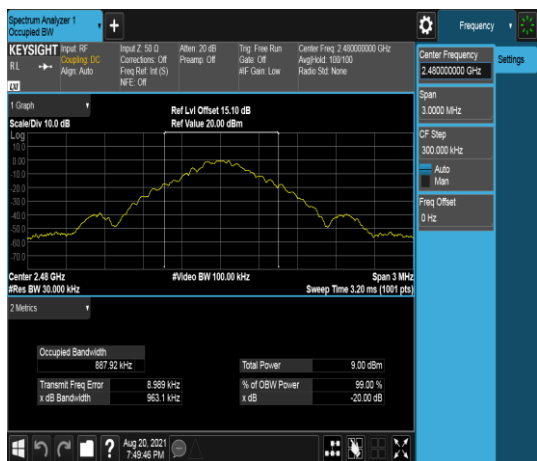 Spectrum Analyzer 1
Occupied BW
Frequency
KEYSIGHT
RL
LXI
Input: RF
Coupling: DC
Align: Auto
Input Z: 50 Ω
Corrections: Off
Freq Ref: Int (S)
NFE: Off
Atten: 20 dB
Preamp: Off
Trig: Free Run
Gate: Off
#IF Gain: Low
Center Freq: 2.480000000 GHz
Avg|Hold: 100/100
Radio Std: None
Center Frequency
2.480000000 GHz
Settings
Span
3.0000 MHz
CF Step
300.000 kHz
Auto
Man
Freq Offset
0 Hz
1 Graph
Scale/Div 10.0 dB
Ref Lvl Offset 15.10 dB
Ref Value 20.00 dBm
Log
10.0
0.00
-10.0
-20.0
-30.0
-40.0
-50.0
-60.0
-70.0
Center 2.48 GHz
#Res BW 30.000 kHz
#Video BW 100.00 kHz
Span 3 MHz
Sweep Time 3.20 ms (1001 pts)
2 Metrics
Occupied Bandwidth
887.92 kHz
Total Power 9.00 dBm
Transmit Freq Error 8.989 kHz
% of OBW Power 99.00 %
x dB Bandwidth 963.1 kHz
x dB -20.00 dB
?
Aug 20, 2021
7:49:46 PM